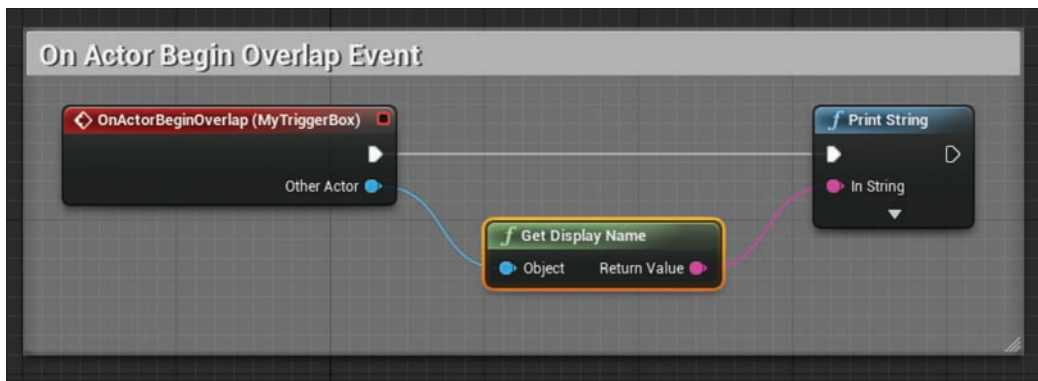 On Actor Begin Overlap Event
OnActorBeginOverlap (MyTriggerBox)
Other Actor
f Get Display Name
Object Return Value
f Print String
In String